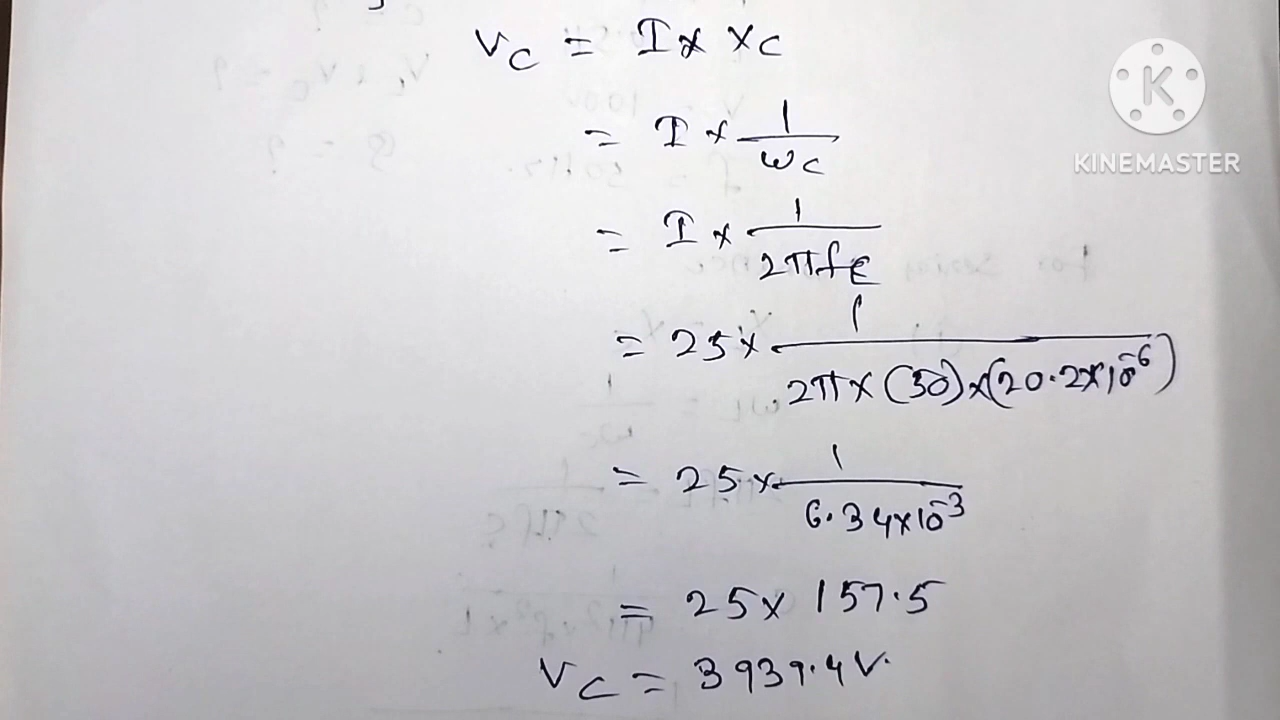 V_C = I × X_C
= I × 1/ωC
= I × 1/2πfC
= 25 × 1/2π×(50)×(20.2×10^-6)
= 25 × 1/6.34×10^-3
= 25 × 157.5
V_C = 3939.4V.
K
KINEMASTER